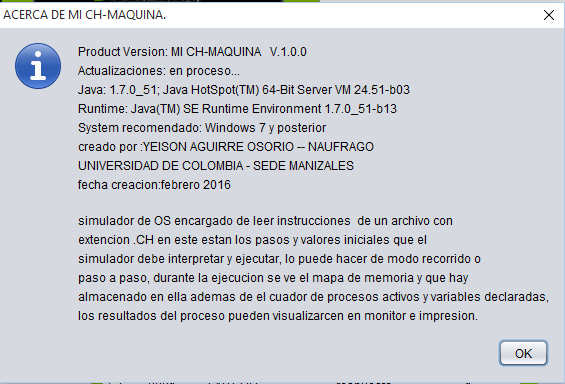 ACERCA DE MI CH-MAQUINA.
Product Version: MI CH-MAQUINA V.1.0.0
Actualizaciones: en proceso...
Java: 1.7.0_51; Java HotSpot(TM) 64-Bit Server VM 24.51-b03
Runtime: Java(TM) SE Runtime Environment 1.7.0_51-b13
System recomendado: Windows 7 y posterior
creado por :YEISON AGUIRRE OSORIO -- NAUFRAGO
UNIVERSIDAD DE COLOMBIA - SEDE MANIZALES
fecha creacion:febrero 2016
simulador de OS encargado de leer instrucciones de un archivo con
extencion .CH en este estan los pasos y valores iniciales que el
simulador debe interpretar y ejecutar, lo puede hacer de modo recorrido o
paso a paso, durante la ejecucion se ve el mapa de memoria y que hay
almacenado en ella ademas de el cuador de procesos activos y variables declaradas,
los resultados del proceso pueden visualizarcen en monitor e impresion.
OK